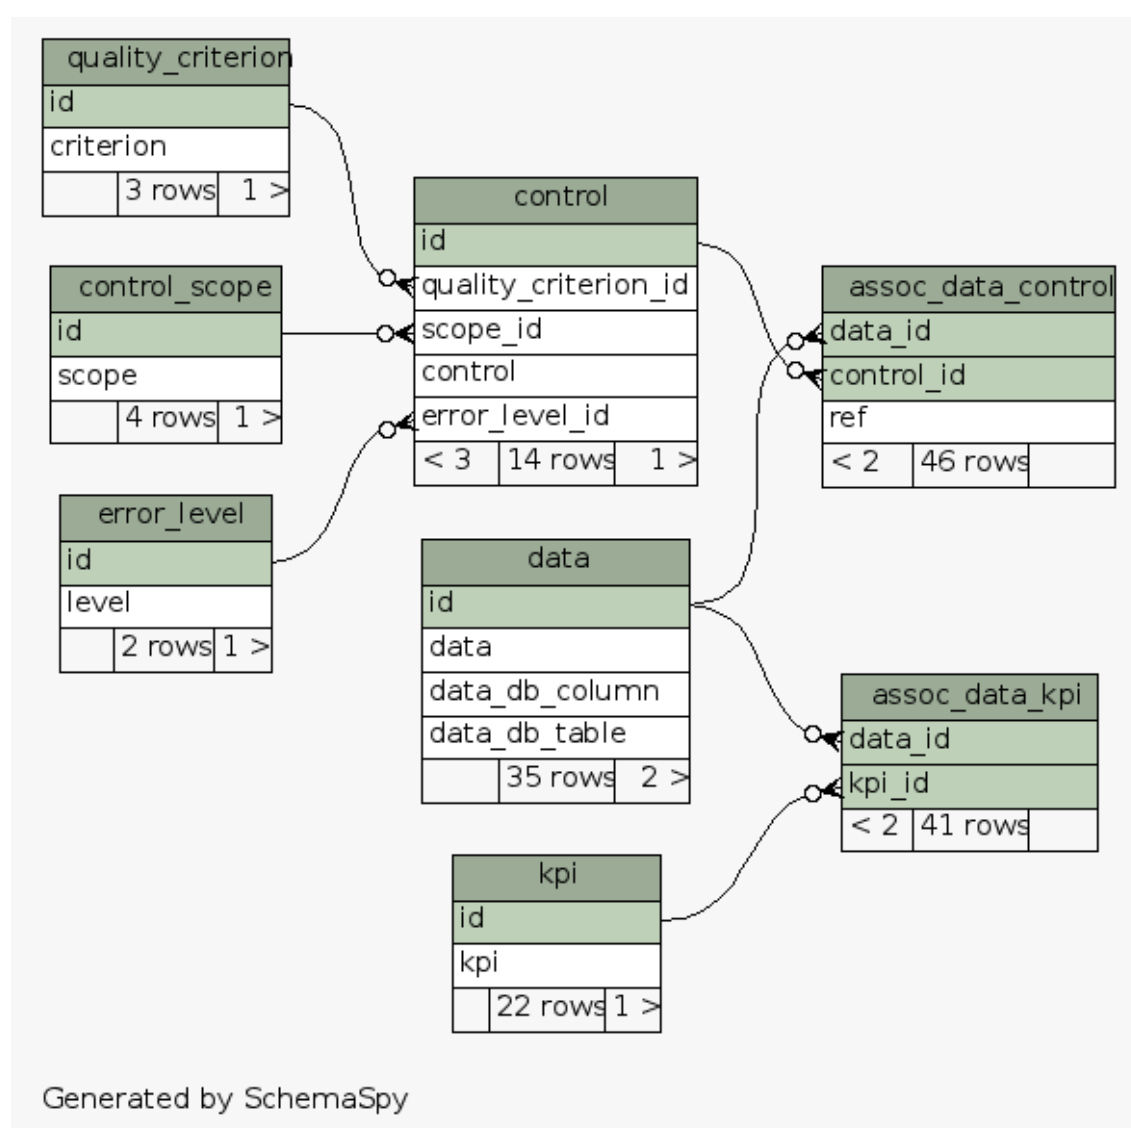 quality_criterion
id
criterion
3 rows 1 >
control_scope
id
scope
4 rows 1 >
error_level
id
level
2 rows 1 >
control
id
quality_criterion_id
scope_id
control
error_level_id
< 3 14 rows 1 >
data
id
data
data_db_column
data_db_table
35 rows 2 >
kpi
id
kpi
22 rows 1 >
assoc_data_control
data_id
control_id
ref
< 2 46 rows
assoc_data_kpi
data_id
kpi_id
< 2 41 rows
Generated by SchemaSpy